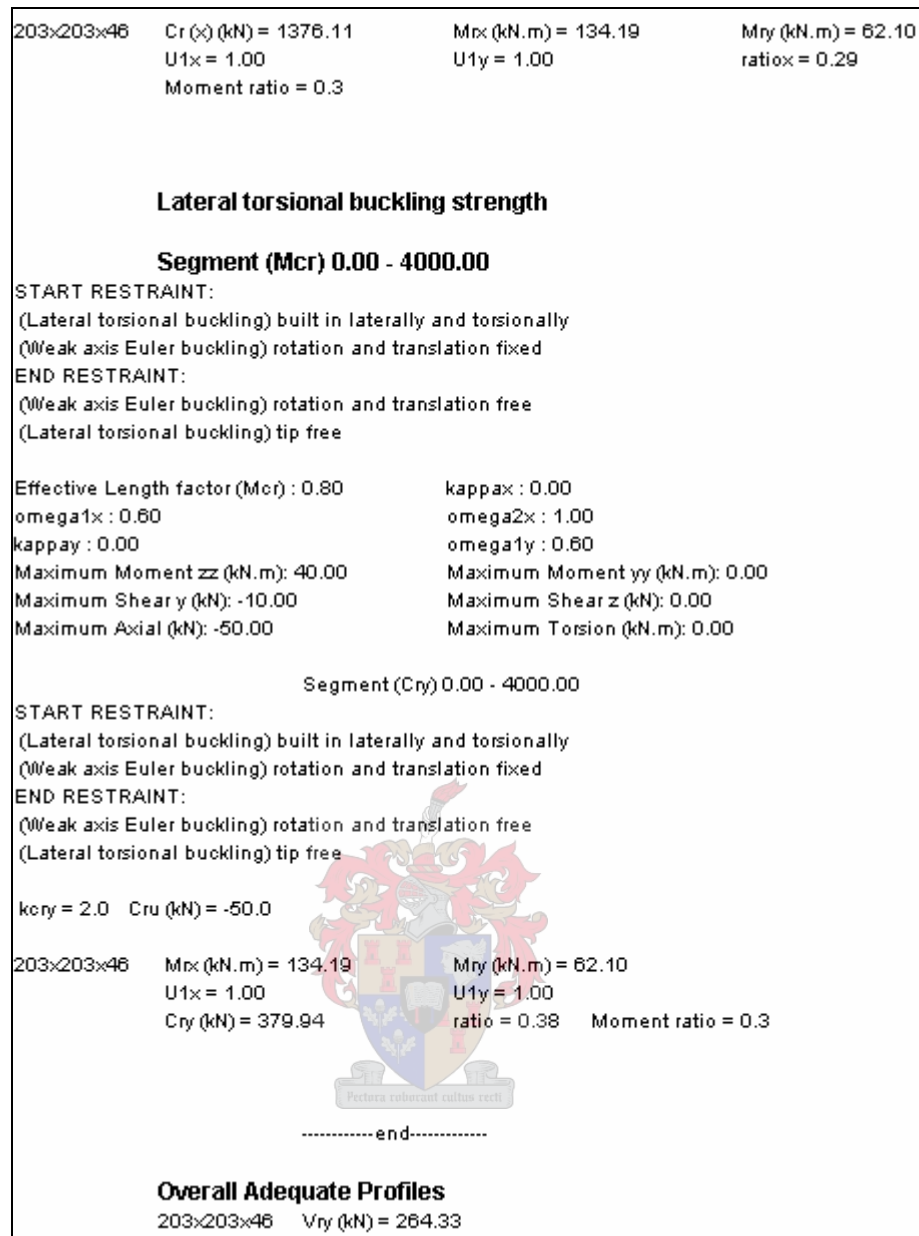 203x203x46 Cr (x) (kN) = 1376.11 Mrx (kN.m) = 134.19 Mry (kN.m) = 62.10
U1x = 1.00 U1y = 1.00 ratiox = 0.29
Moment ratio = 0.3
Lateral torsional buckling strength
Segment (Mcr) 0.00 - 4000.00
START RESTRAINT:
(Lateral torsional buckling) built in laterally and torsionally
(Weak axis Euler buckling) rotation and translation fixed
END RESTRAINT:
(Weak axis Euler buckling) rotation and translation free
(Lateral torsional buckling) tip free
Effective Length factor (Mcr) : 0.80 kappax : 0.00
omega1x : 0.60 omega2x : 1.00
kappay : 0.00 omega1y : 0.60
Maximum Moment zz (kN.m): 40.00 Maximum Moment yy (kN.m): 0.00
Maximum Shear y (kN): -10.00 Maximum Shear z (kN): 0.00
Maximum Axial (kN): -50.00 Maximum Torsion (kN.m): 0.00
Segment (Cry) 0.00 - 4000.00
START RESTRAINT:
(Lateral torsional buckling) built in laterally and torsionally
(Weak axis Euler buckling) rotation and translation fixed
END RESTRAINT:
(Weak axis Euler buckling) rotation and translation free
(Lateral torsional buckling) tip free
kcry = 2.0 Cru (kN) = -50.0
203x203x46 Mrx (kN.m) = 134.19 Mry (kN.m) = 62.10
U1x = 1.00 U1y = 1.00
Cry (kN) = 379.94 ratio = 0.38 Moment ratio = 0.3
Pectora roborant cultus recti
------------end-------------
Overall Adequate Profiles
203x203x46 Vry (kN) = 264.33